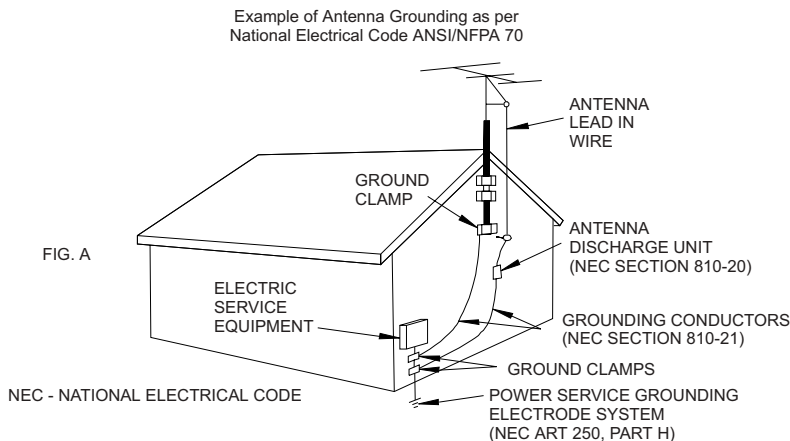 Example of Antenna Grounding as per
National Electrical Code ANSI/NFPA 70
ANTENNA
LEAD IN
WIRE
GROUND
CLAMP
ANTENNA
DISCHARGE UNIT
(NEC SECTION 810-20)
FIG. A
ELECTRIC
SERVICE
EQUIPMENT
GROUNDING CONDUCTORS
(NEC SECTION 810-21)
GROUND CLAMPS
NEC - NATIONAL ELECTRICAL CODE
POWER SERVICE GROUNDING
ELECTRODE SYSTEM
(NEC ART 250, PART H)